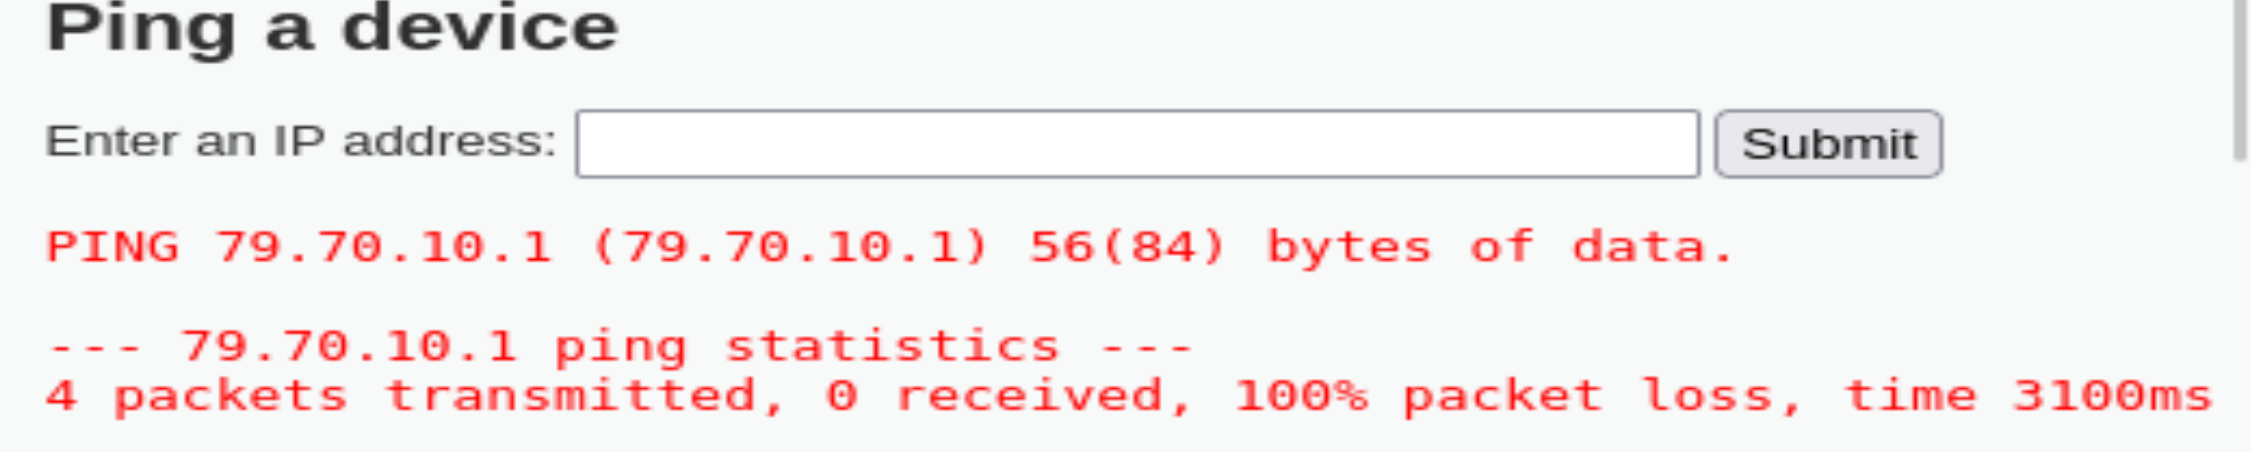 Ping a device
Enter an IP address: Submit
PING 79.70.10.1 (79.70.10.1) 56(84) bytes of data.
--- 79.70.10.1 ping statistics ---
4 packets transmitted, 0 received, 100% packet loss, time 3100ms